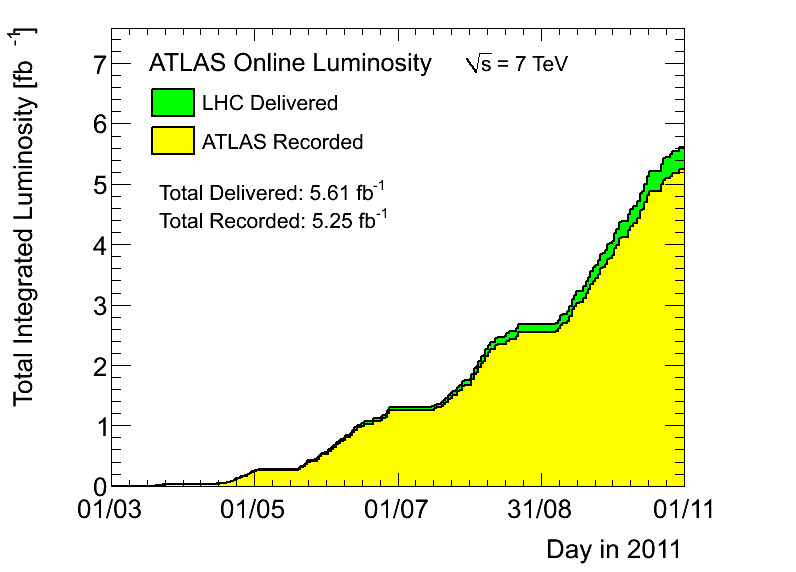 Total Integrated Luminosity [fb⁻¹]
ATLAS Online Luminosity √s = 7 TeV
LHC Delivered
ATLAS Recorded
Total Delivered: 5.61 fb⁻¹
Total Recorded: 5.25 fb⁻¹
7
6
5
4
3
2
1
0
01/03 01/05 01/07 31/08 01/11
Day in 2011